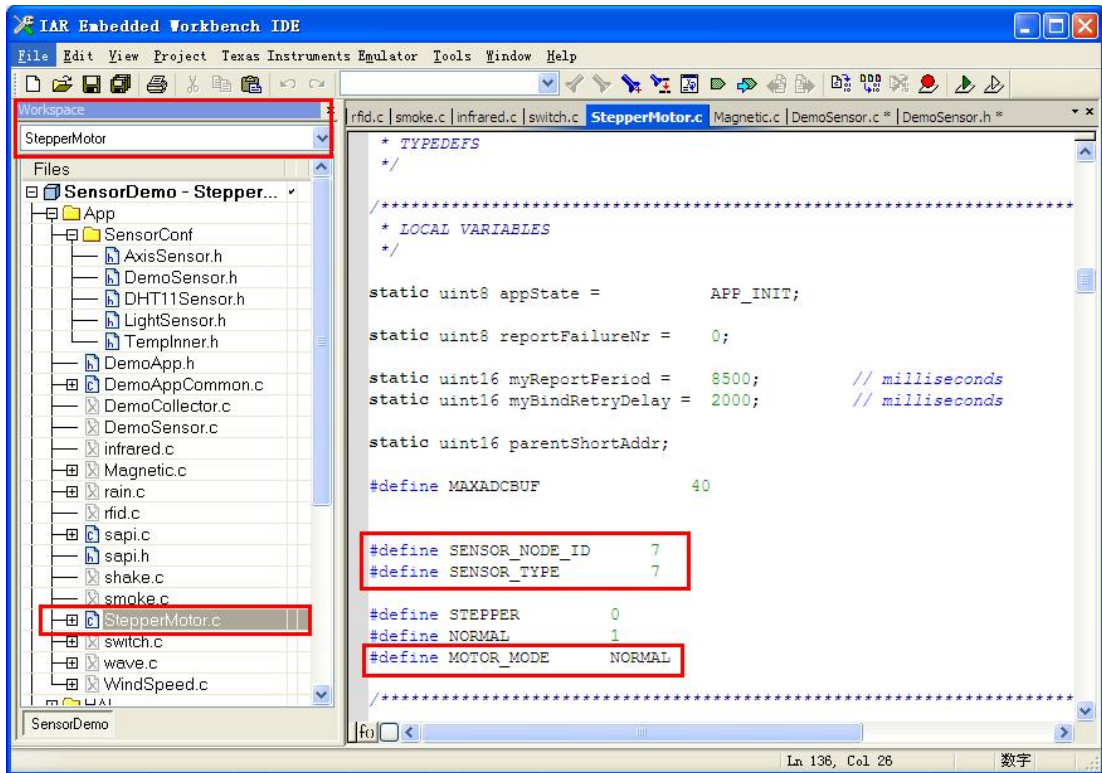 IAR Embedded Workbench IDE
File Edit View Project Texas Instruments Emulator Tools Window Help
Workspace
StepperMotor
Files
SensorDemo - Stepper...
App
SensorConf
AxisSensor.h
DemoSensor.h
DHT11Sensor.h
LightSensor.h
TempInner.h
DemoApp.h
DemoAppCommon.c
DemoCollector.c
DemoSensor.c
infrared.c
Magnetic.c
rain.c
rfid.c
sapi.c
sapi.h
shake.c
smoke.c
StepperMotor.c
switch.c
wave.c
WindSpeed.c
HAL
SensorDemo
rfid.c | smoke.c | infrared.c | switch.c StepperMotor.c Magnetic.c | DemoSensor.c * | DemoSensor.h *
* TYPEDEFS
*/
/*********************************************************************
* LOCAL VARIABLES
*/
static uint8 appState = APP_INIT;
static uint8 reportFailureNr = 0;
static uint16 myReportPeriod = 8500; // milliseconds
static uint16 myBindRetryDelay = 2000; // milliseconds
static uint16 parentShortAddr;
#define MAXADCBUF 40
#define SENSOR_NODE_ID 7
#define SENSOR_TYPE 7
#define STEPPER 0
#define NORMAL 1
#define MOTOR_MODE NORMAL
/*********************************************************************
Ln 136, Col 26 数字